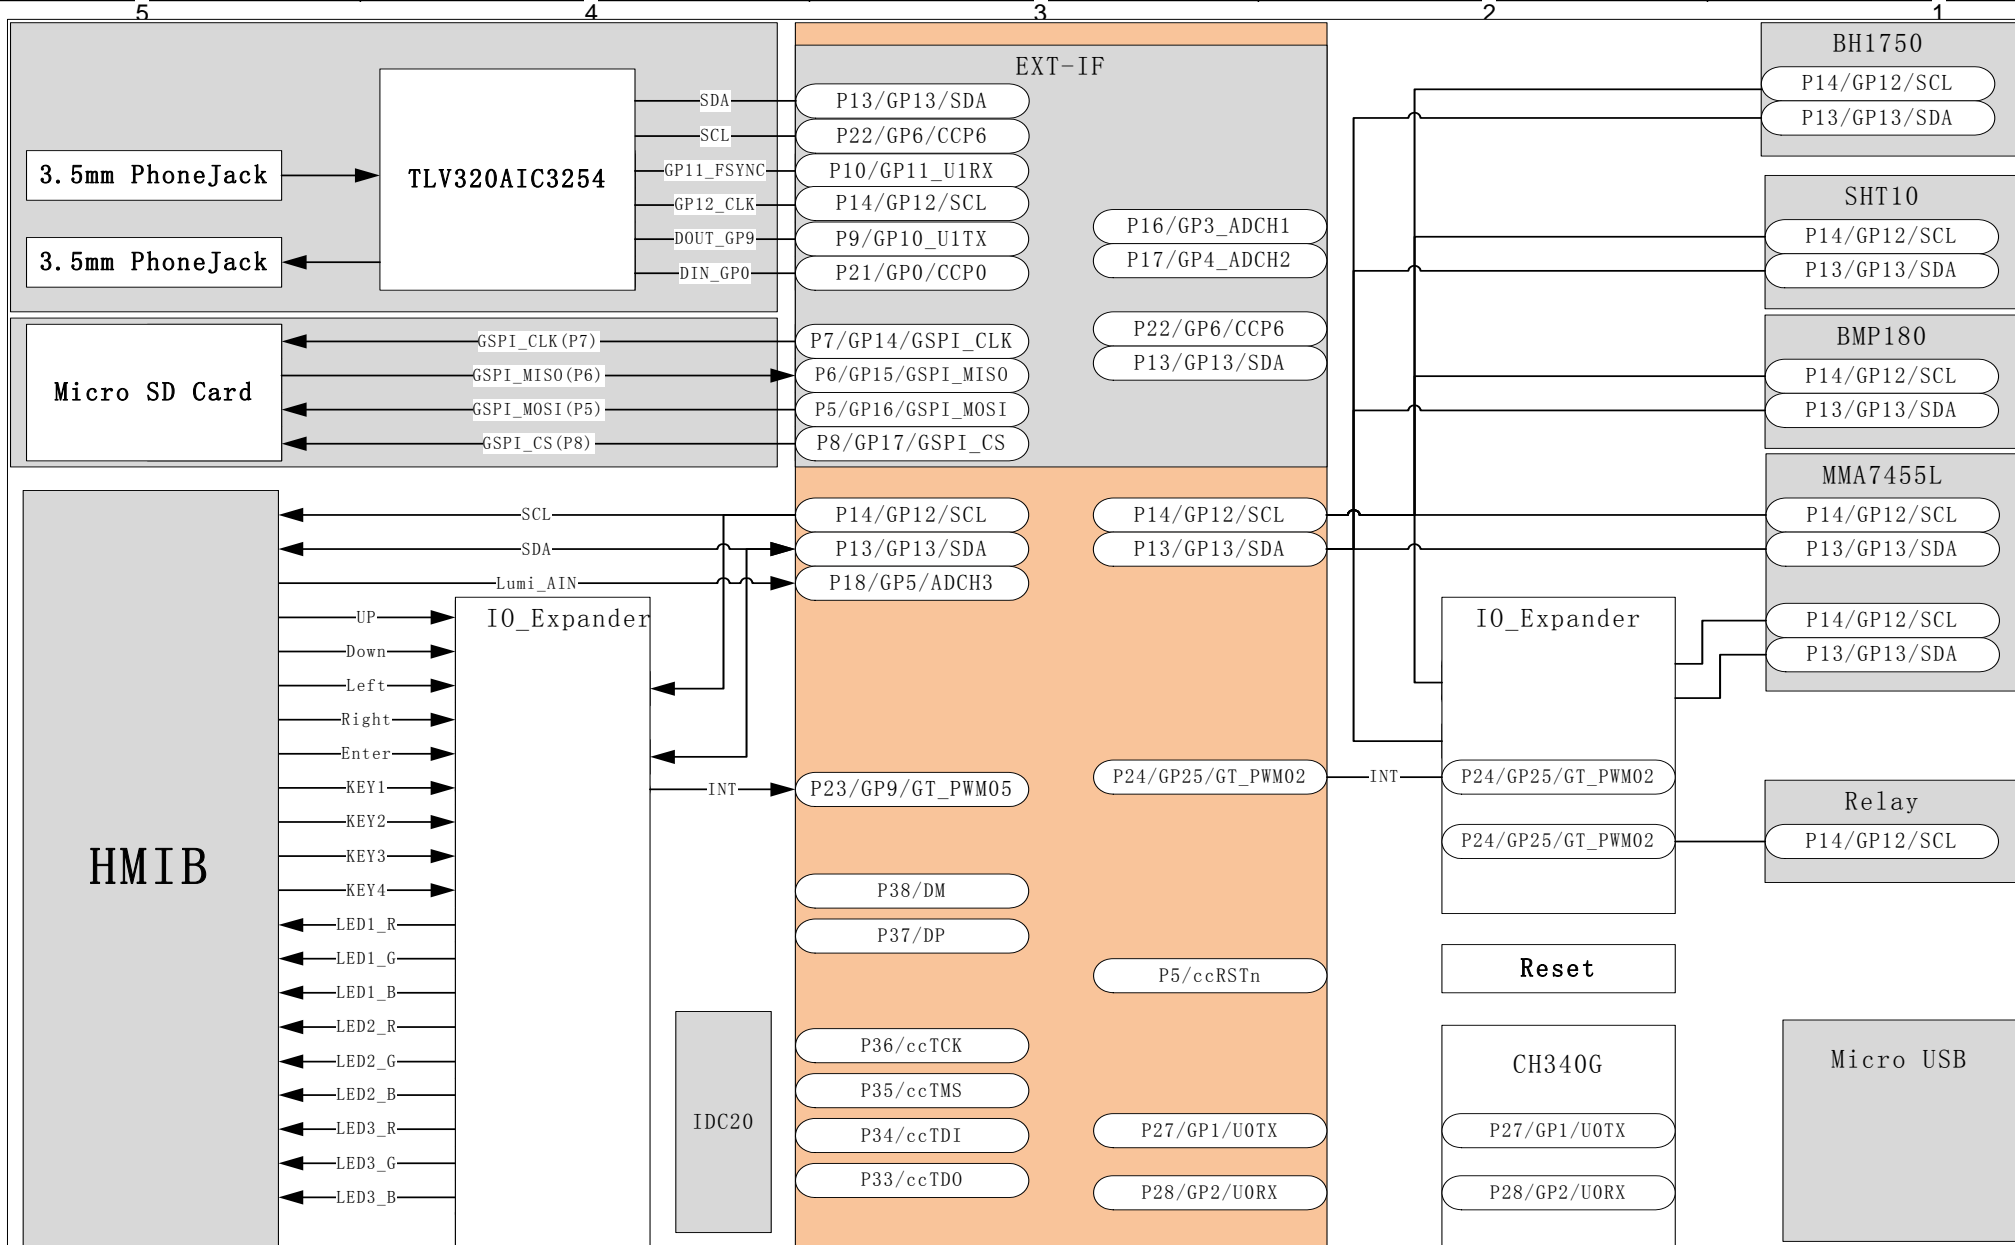 5 4 3 2 1
3.5mm PhoneJack
3.5mm PhoneJack
TLV320AIC3254
SDA
SCL
GP11_FSYNC
GP12_CLK
DOUT_GP9
DIN_GP0
Micro SD Card
GSPI_CLK(P7)
GSPI_MISO(P6)
GSPI_MOSI(P5)
GSPI_CS(P8)
EXT-IF
P13/GP13/SDA
P22/GP6/CCP6
P10/GP11_U1RX
P14/GP12/SCL
P9/GP10_U1TX
P21/GP0/CCP0
P7/GP14/GSPI_CLK
P6/GP15/GSPI_MISO
P5/GP16/GSPI_MOSI
P8/GP17/GSPI_CS
P16/GP3_ADCH1
P17/GP4_ADCH2
P22/GP6/CCP6
P13/GP13/SDA
HMIB
SCL
SDA
Lumi_AIN
UP
Down
Left
Right
Enter
KEY1
KEY2
KEY3
KEY4
LED1_R
LED1_G
LED1_B
LED2_R
LED2_G
LED2_B
LED3_R
LED3_G
LED3_B
IO_Expander
INT
IDC20
P14/GP12/SCL
P13/GP13/SDA
P18/GP5/ADCH3
P23/GP9/GT_PWM05
P38/DM
P37/DP
P36/ccTCK
P35/ccTMS
P34/ccTDI
P33/ccTDO
P14/GP12/SCL
P13/GP13/SDA
P24/GP25/GT_PWM02
P5/ccRSTn
P27/GP1/U0TX
P28/GP2/U0RX
INT
IO_Expander
P24/GP25/GT_PWM02
P24/GP25/GT_PWM02
Reset
CH340G
P27/GP1/U0TX
P28/GP2/U0RX
BH1750
P14/GP12/SCL
P13/GP13/SDA
SHT10
P14/GP12/SCL
P13/GP13/SDA
BMP180
P14/GP12/SCL
P13/GP13/SDA
MMA7455L
P14/GP12/SCL
P13/GP13/SDA
P14/GP12/SCL
P13/GP13/SDA
Relay
P14/GP12/SCL
Micro USB